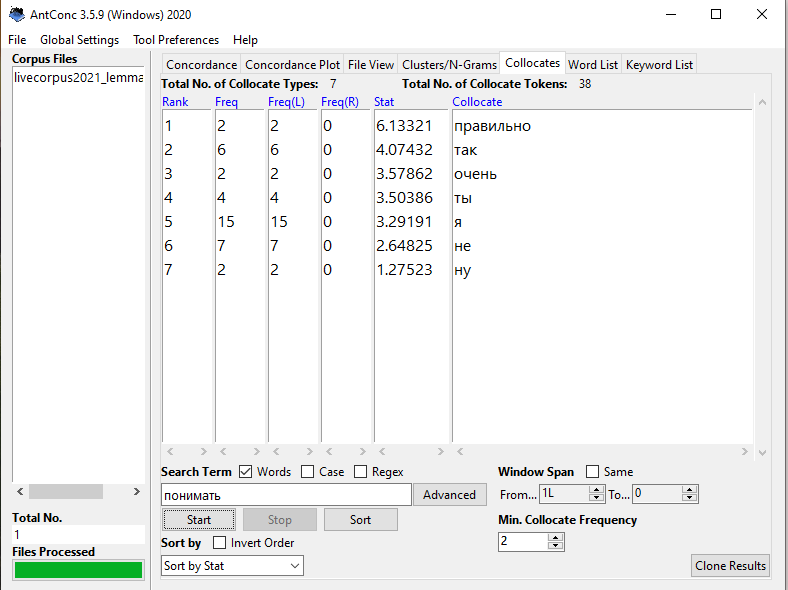 AntConc 3.5.9 (Windows) 2020
File Global Settings Tool Preferences Help
Corpus Files
livecorpus2021_lemma
Concordance Concordance Plot File View Clusters/N-Grams Collocates Word List Keyword List
Total No. of Collocate Types: 7 Total No. of Collocate Tokens: 38
Rank Freq Freq(L) Freq(R) Stat Collocate
1 2 2 0 6.13321 правильно
2 6 6 0 4.07432 так
3 2 2 0 3.57862 очень
4 4 4 0 3.50386 ты
5 15 15 0 3.29191 я
6 7 7 0 2.64825 не
7 2 2 0 1.27523 ну
Search Term Words Case Regex Window Span Same
понимать Advanced From... 1L To... 0
Start Stop Sort Min. Collocate Frequency
Sort by Invert Order 2
Sort by Stat Clone Results
Total No.
1
Files Processed